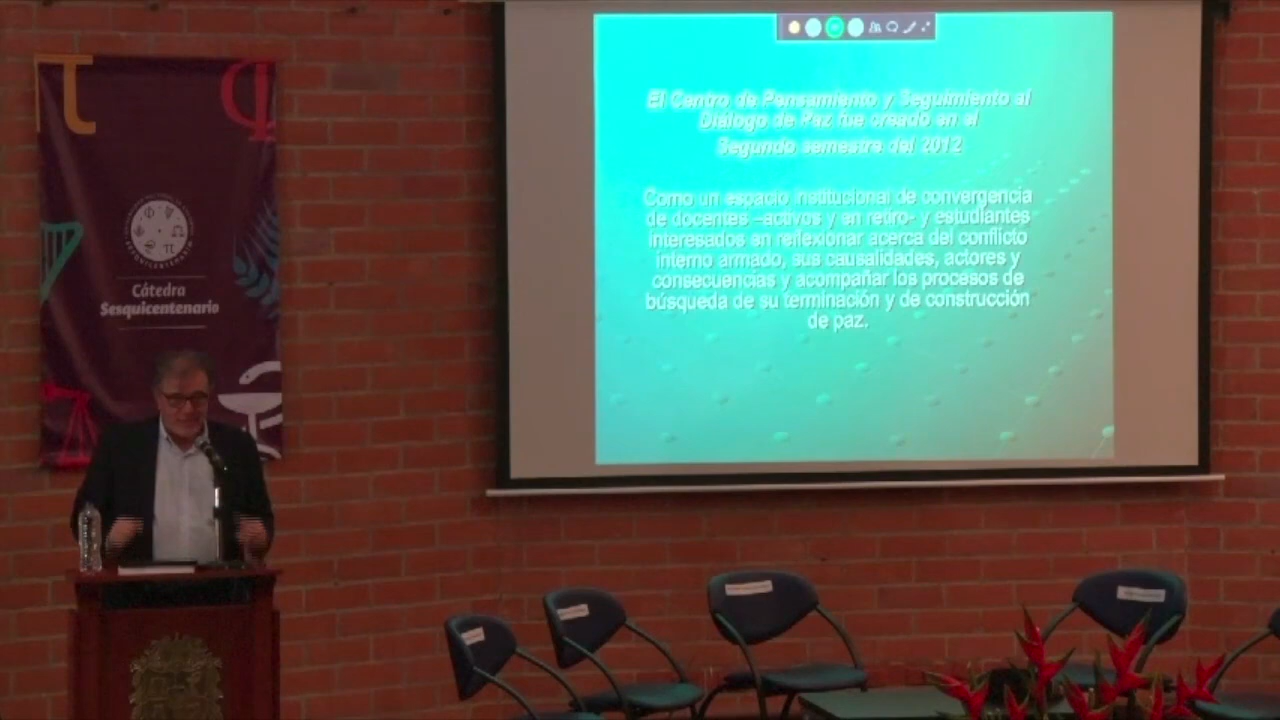 El Centro de Pensamiento y Seguimiento al
Diálogo de Paz fue creado en el
Segundo semestre del 2012
Como un espacio institucional de convergencia
de docentes –activos y en retiro- y estudiantes
interesados en reflexionar acerca del conflicto
interno armado, sus causalidades, actores y
consecuencias y acompañar los procesos de
búsqueda de su terminación y de construcción
de paz.
Cátedra
Sesquicentenario